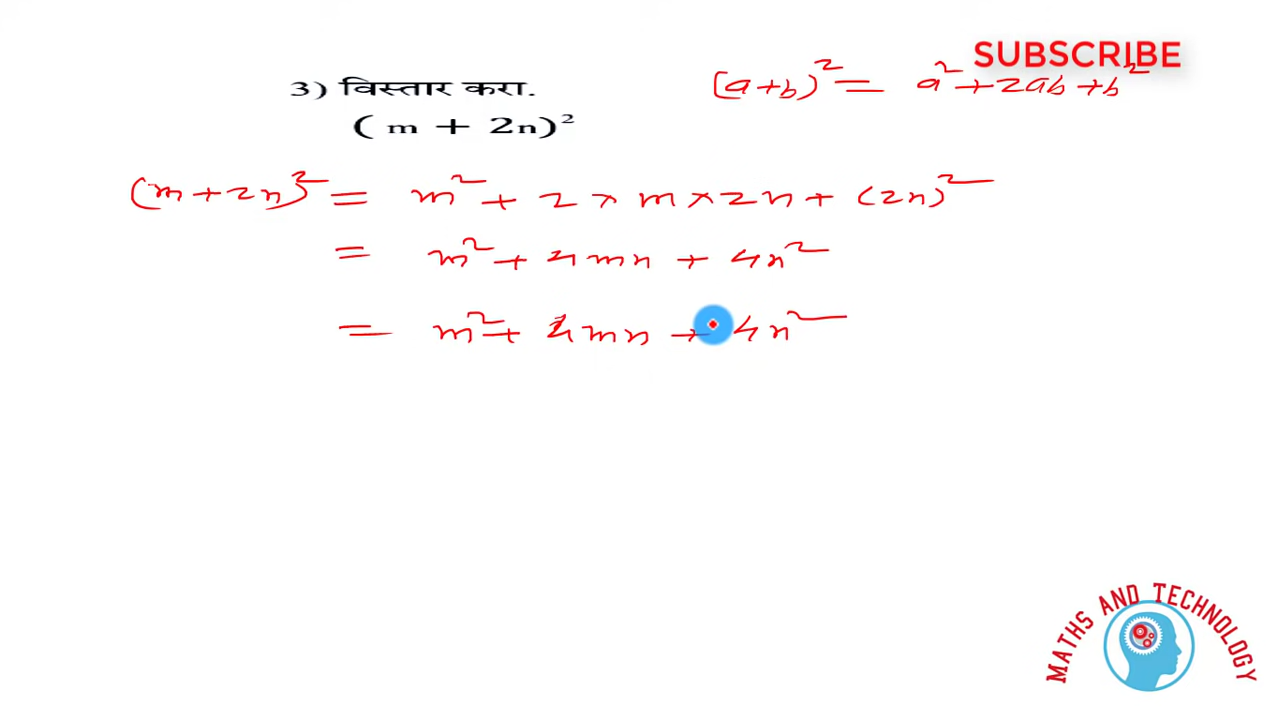 SUBSCRIBE
3) विस्तार करा.
(a+b)² = a²+2ab+b²
( m + 2n)²
(m+2n)² = m² + 2 × m × 2n + (2n)²
= m² + 4mn + 4n²
= m² + 4mn + 4n²
MATHS AND TECHNOLOGY